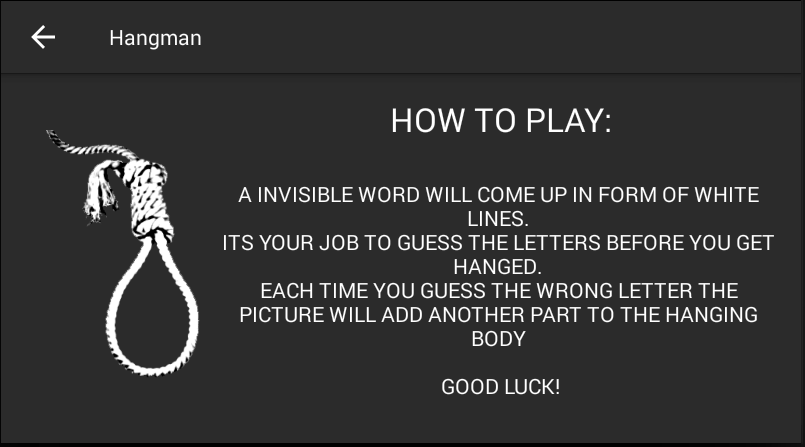 Hangman
HOW TO PLAY:
A INVISIBLE WORD WILL COME UP IN FORM OF WHITE
LINES.
ITS YOUR JOB TO GUESS THE LETTERS BEFORE YOU GET
HANGED.
EACH TIME YOU GUESS THE WRONG LETTER THE
PICTURE WILL ADD ANOTHER PART TO THE HANGING
BODY
GOOD LUCK!